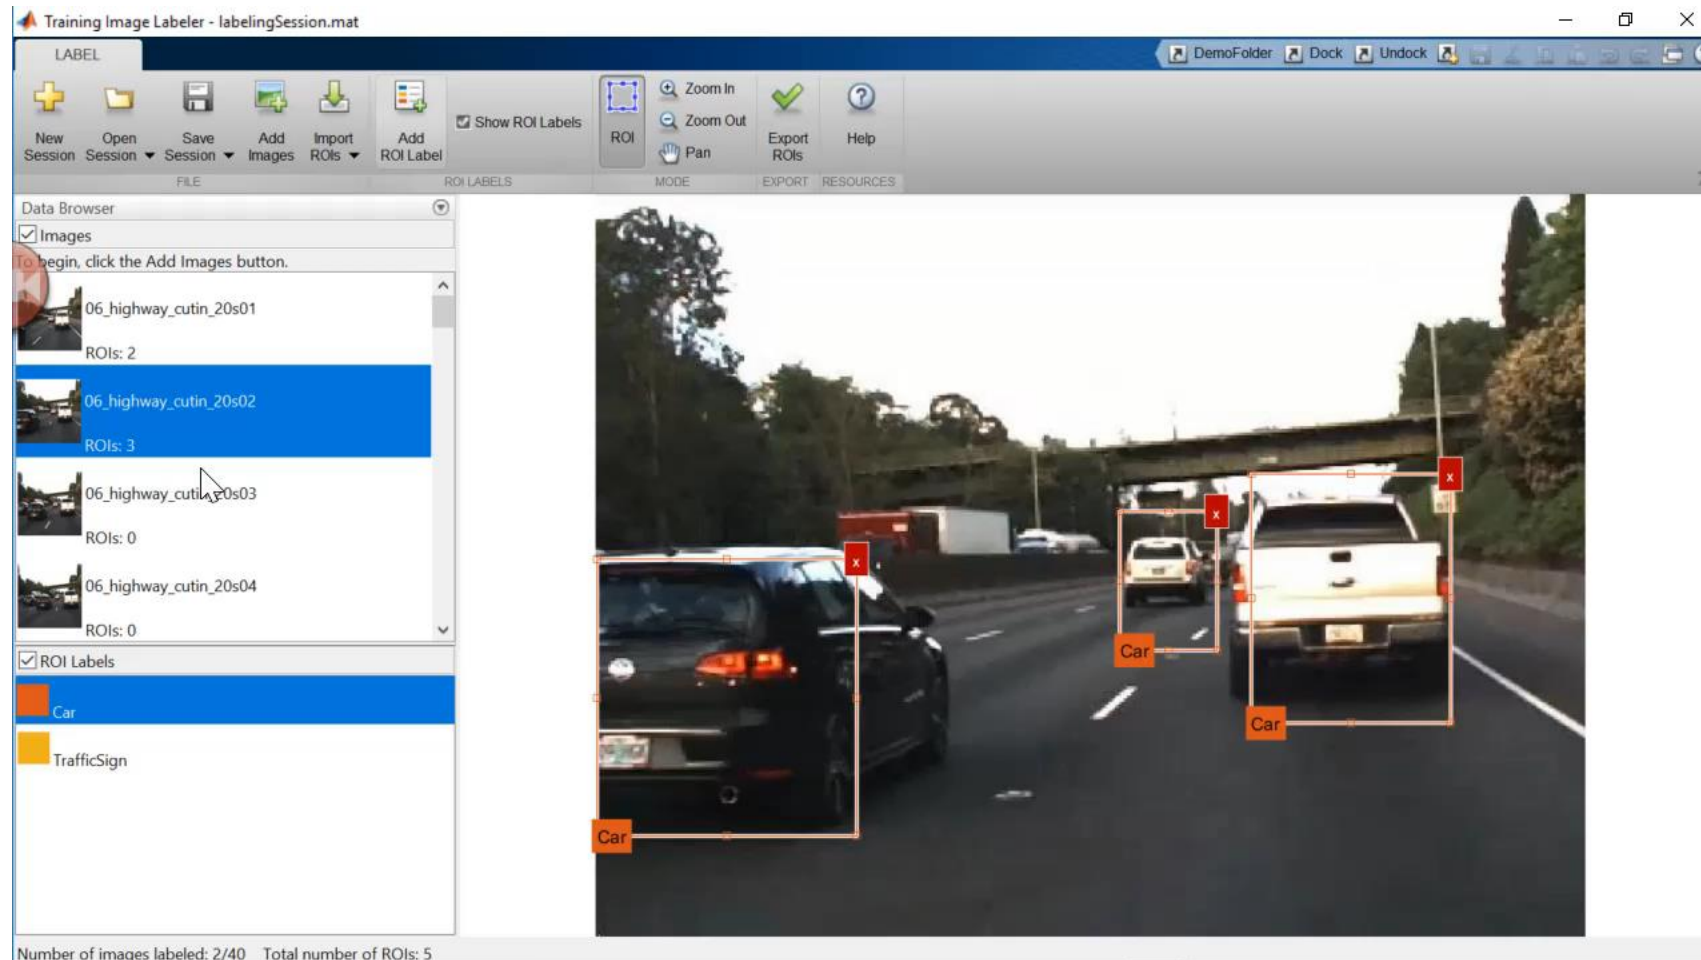 Training Image Labeler - labelingSession.mat
LABEL
DemoFolder Dock Undock
New Session
Open Session
Save Session
Add Images
Import ROIs
Add ROI Label
Show ROI Labels
ROI
Zoom In
Zoom Out
Pan
Export ROIs
Help
FILE
ROI LABELS
MODE
EXPORT
RESOURCES
Data Browser
Images
To begin, click the Add Images button.
06_highway_cutin_20s01
ROIs: 2
06_highway_cutin_20s02
ROIs: 3
06_highway_cutin_20s03
ROIs: 0
06_highway_cutin_20s04
ROIs: 0
ROI Labels
Car
TrafficSign
x
x
x
Car
Car
Car
Number of images labeled: 2/40 Total number of ROIs: 5